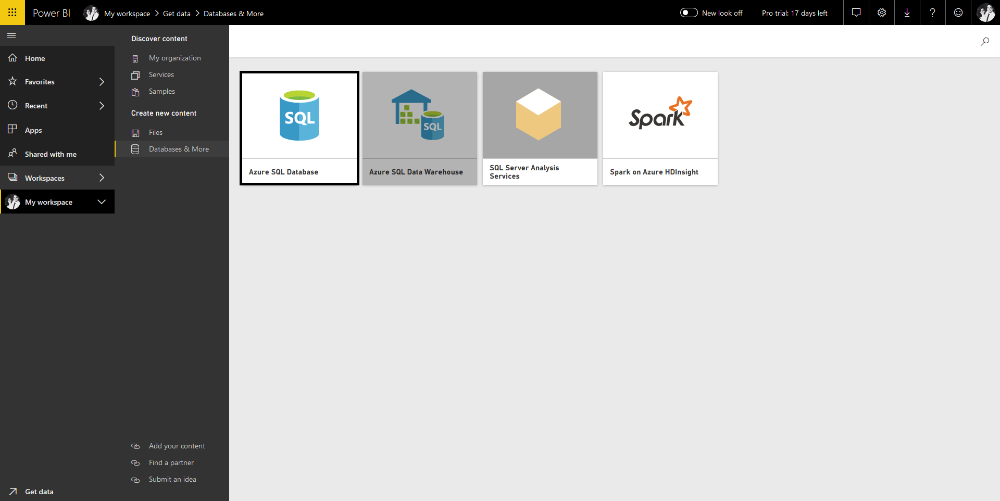 Power BI
My workspace > Get data > Databases & More
New look off
Pro trial: 17 days left
Home
Favorites
Recent
Apps
Shared with me
Workspaces
My workspace
Get data
Discover content
My organization
Services
Samples
Create new content
Files
Databases & More
Add your content
Find a partner
Submit an idea
SQL
Azure SQL Database
SQL
Azure SQL Data Warehouse
SQL Server Analysis
Services
Spark
Spark on Azure HDInsight